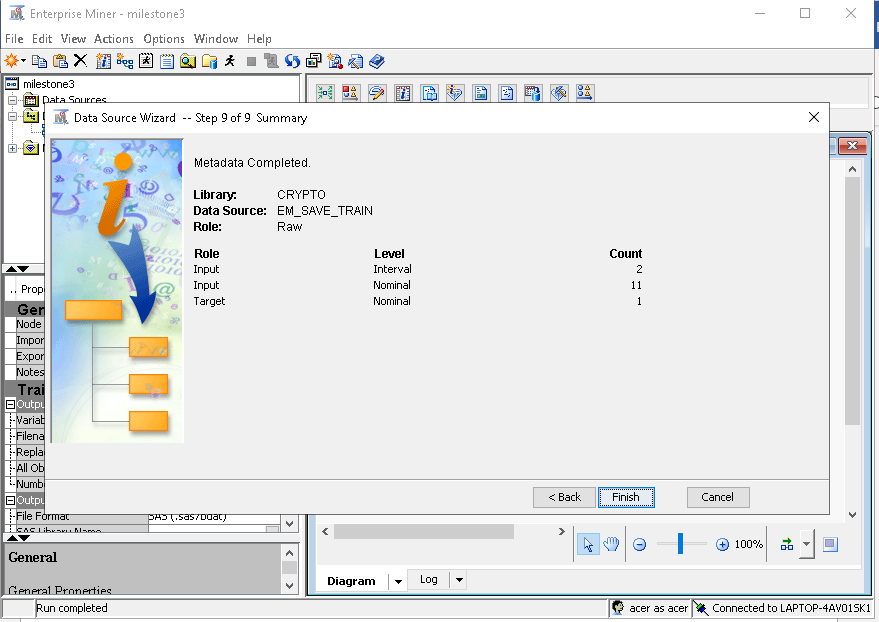 Enterprise Miner - milestone3
File Edit View Actions Options Window Help
milestone3
Data Sources
Data Source Wizard -- Step 9 of 9 Summary
Metadata Completed.
Library: CRYPTO
Data Source: EM_SAVE_TRAIN
Role: Raw
Role Level Count
Input Interval 2
Input Nominal 11
Target Nominal 1
.. Prop
Gen
Node
Impor
Expor
Notes
Trai
Outpu
Variab
Filena
Repla
All Ob
Numb
Outpu
File Format SAS (.sas7bdat)
SAS Library Name
< Back Finish Cancel
100%
General
General Properties
Diagram Log
Run completed
acer as acer Connected to LAPTOP-4AV01SK1